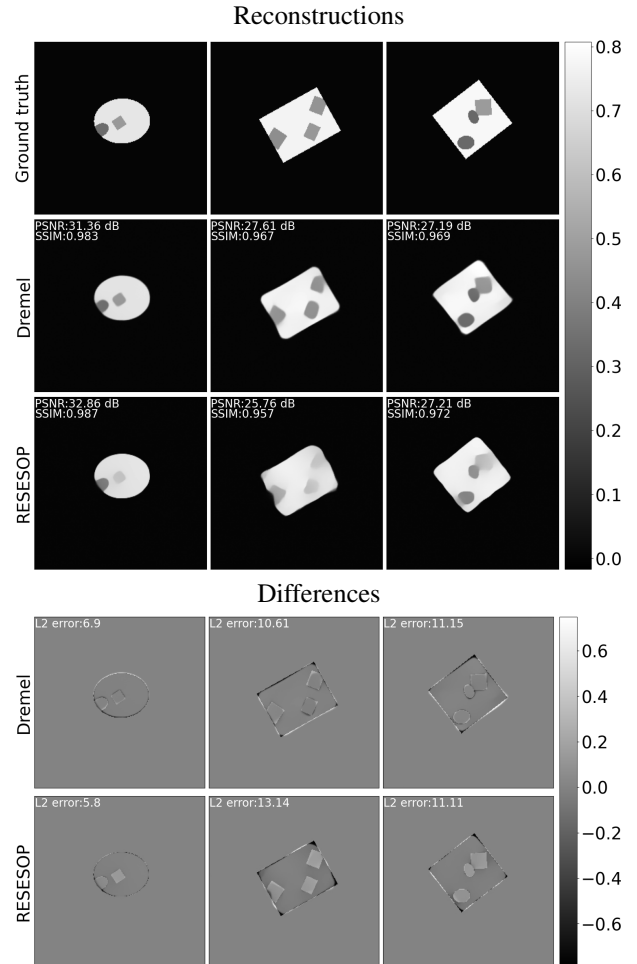 Reconstructions
Ground truth
0.8
0.7
0.6
0.5
0.4
0.3
0.2
0.1
0.0
Dremel
PSNR:31.36 dB
SSIM:0.983
PSNR:27.61 dB
SSIM:0.967
PSNR:27.19 dB
SSIM:0.969
RESESOP
PSNR:32.86 dB
SSIM:0.987
PSNR:25.76 dB
SSIM:0.957
PSNR:27.21 dB
SSIM:0.972
Differences
Dremel
L2 error:6.9
L2 error:10.61
L2 error:11.15
RESESOP
L2 error:5.8
L2 error:13.14
L2 error:11.11
0.6
0.4
0.2
0.0
−0.2
−0.4
−0.6